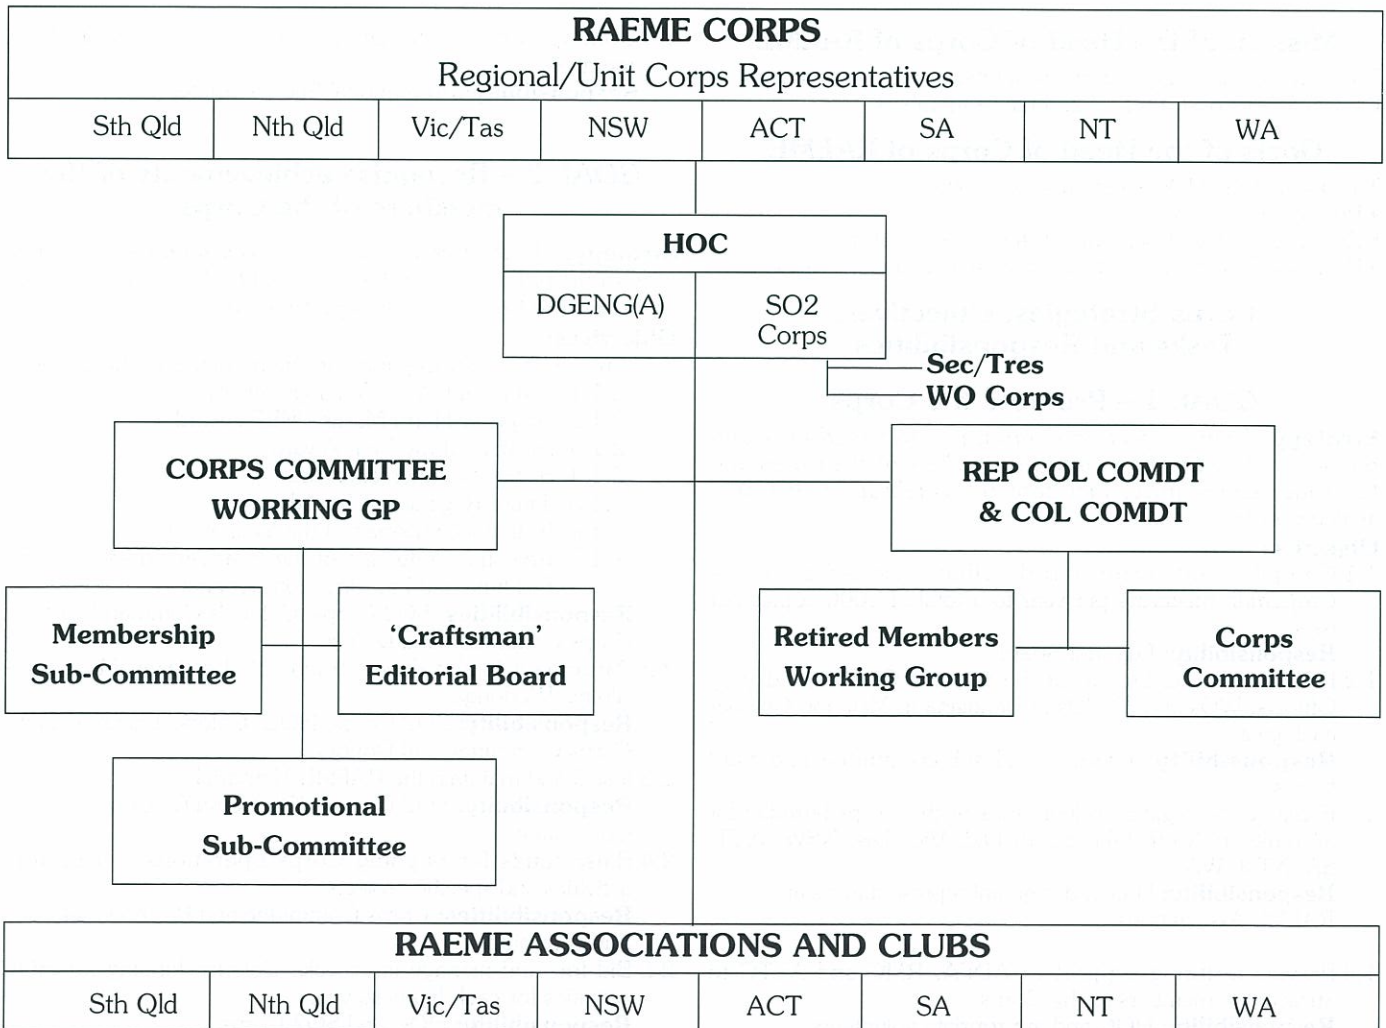 RAEME CORPS
Regional/Unit Corps Representatives
Sth Qld Nth Qld Vic/Tas NSW ACT SA NT WA
HOC
DGENG(A) SO2
Corps
Sec/Tres
WO Corps
CORPS COMMITTEE
WORKING GP
REP COL COMDT
& COL COMDT
Membership
Sub-Committee
‘Craftsman’
Editorial Board
Retired Members
Working Group
Corps
Committee
Promotional
Sub-Committee
RAEME ASSOCIATIONS AND CLUBS
Sth Qld Nth Qld Vic/Tas NSW ACT SA NT WA